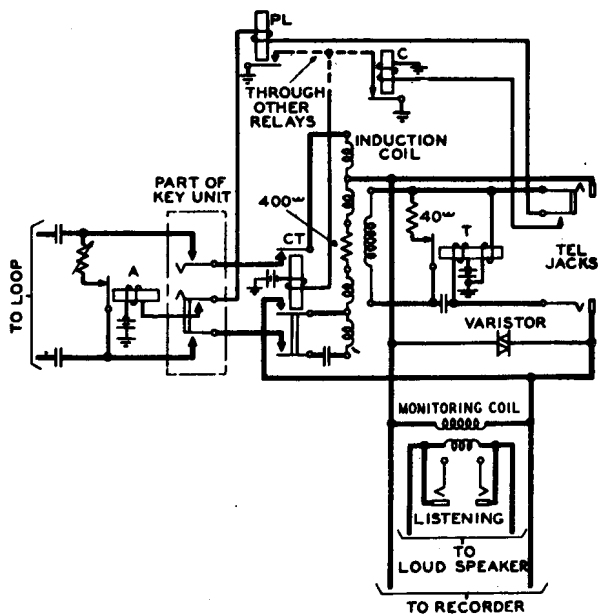 PL
C
THROUGH
OTHER
RELAYS
INDUCTION
COIL
PART OF
KEY UNIT
400ω
CT
40ω
T
TEL
JACKS
A
TO LOOP
VARISTOR
MONITORING COIL
LISTENING
TO
LOUD SPEAKER
TO RECORDER